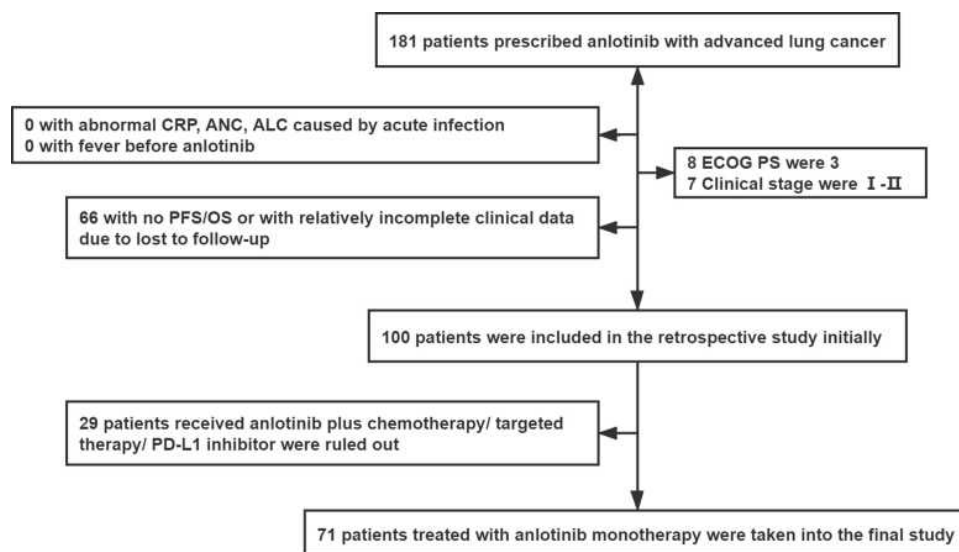 181 patients prescribed anlotinib with advanced lung cancer
0 with abnormal CRP, ANC, ALC caused by acute infection
0 with fever before anlotinib
8 ECOG PS were 3
7 Clinical stage were Ⅰ-Ⅱ
66 with no PFS/OS or with relatively incomplete clinical data
due to lost to follow-up
100 patients were included in the retrospective study initially
29 patients received anlotinib plus chemotherapy/ targeted
therapy/ PD-L1 inhibitor were ruled out
71 patients treated with anlotinib monotherapy were taken into the final study